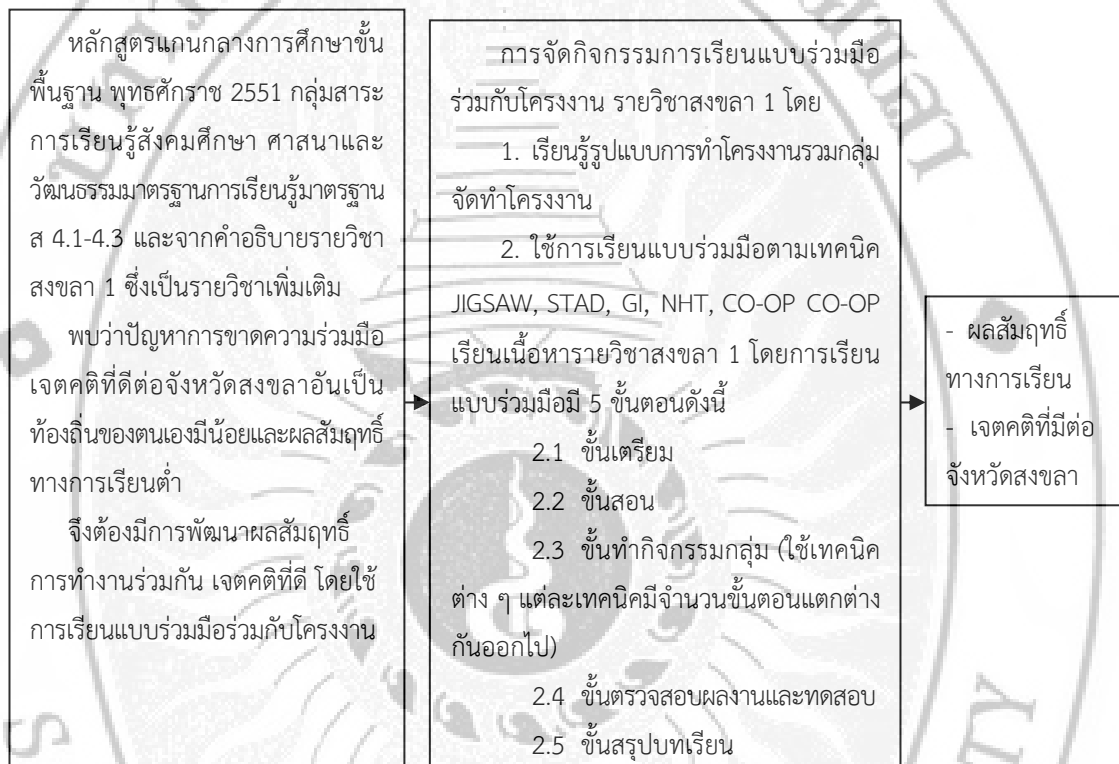 หลักสูตรแกนกลางการศึกษาขั้น
พื้นฐาน พุทธศักราช 2551 กลุ่มสาระ
การเรียนรู้สังคมศึกษา ศาสนาและ
วัฒนธรรมมาตรฐานการเรียนรู้มาตรฐาน
ส 4.1-4.3 และจากคำอธิบายรายวิชา
สงขลา 1 ซึ่งเป็นรายวิชาเพิ่มเติม
พบว่าปัญหาการขาดความร่วมมือ
เจตคติที่ดีต่อจังหวัดสงขลาอันเป็น
ท้องถิ่นของตนเองมีน้อยและผลสัมฤทธิ์
ทางการเรียนต่ำ
จึงต้องมีการพัฒนาผลสัมฤทธิ์
การทำงานร่วมกัน เจตคติที่ดี โดยใช้
การเรียนแบบร่วมมือร่วมกับโครงงาน
การจัดกิจกรรมการเรียนแบบร่วมมือ
ร่วมกับโครงงาน รายวิชาสงขลา 1 โดย
1. เรียนรู้รูปแบบการทำโครงงานรวมกลุ่ม
จัดทำโครงงาน
2. ใช้การเรียนแบบร่วมมือตามเทคนิค
JIGSAW, STAD, GI, NHT, CO-OP CO-OP
เรียนเนื้อหารายวิชาสงขลา 1 โดยการเรียน
แบบร่วมมือมี 5 ขั้นตอนดังนี้
2.1 ขั้นเตรียม
2.2 ขั้นสอน
2.3 ขั้นทำกิจกรรมกลุ่ม (ใช้เทคนิค
ต่าง ๆ แต่ละเทคนิคมีจำนวนขั้นตอนแตกต่าง
กันออกไป)
2.4 ขั้นตรวจสอบผลงานและทดสอบ
2.5 ขั้นสรุปบทเรียน
- ผลสัมฤทธิ์
ทางการเรียน
- เจตคติที่มีต่อ
จังหวัดสงขลา